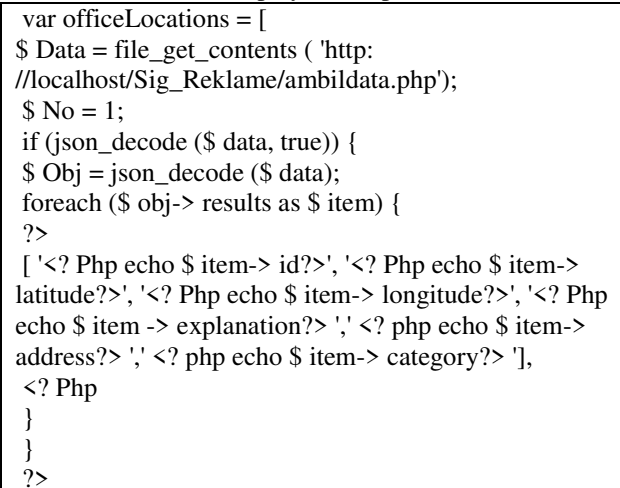 var officeLocations = [
$ Data = file_get_contents ( 'http:
//localhost/Sig_Reklame/ambildata.php');
$ No = 1;
if (json_decode ($ data, true)) {
$ Obj = json_decode ($ data);
foreach ($ obj-> results as $ item) {
?>
[ '<? Php echo $ item-> id?>', '<? Php echo $ item->
latitude?>', '<? Php echo $ item-> longitude?>', '<? Php
echo $ item -> explanation?> ',' <? php echo $ item->
address?> ',' <? php echo $ item-> category?> '],
<? Php
}
}
?>